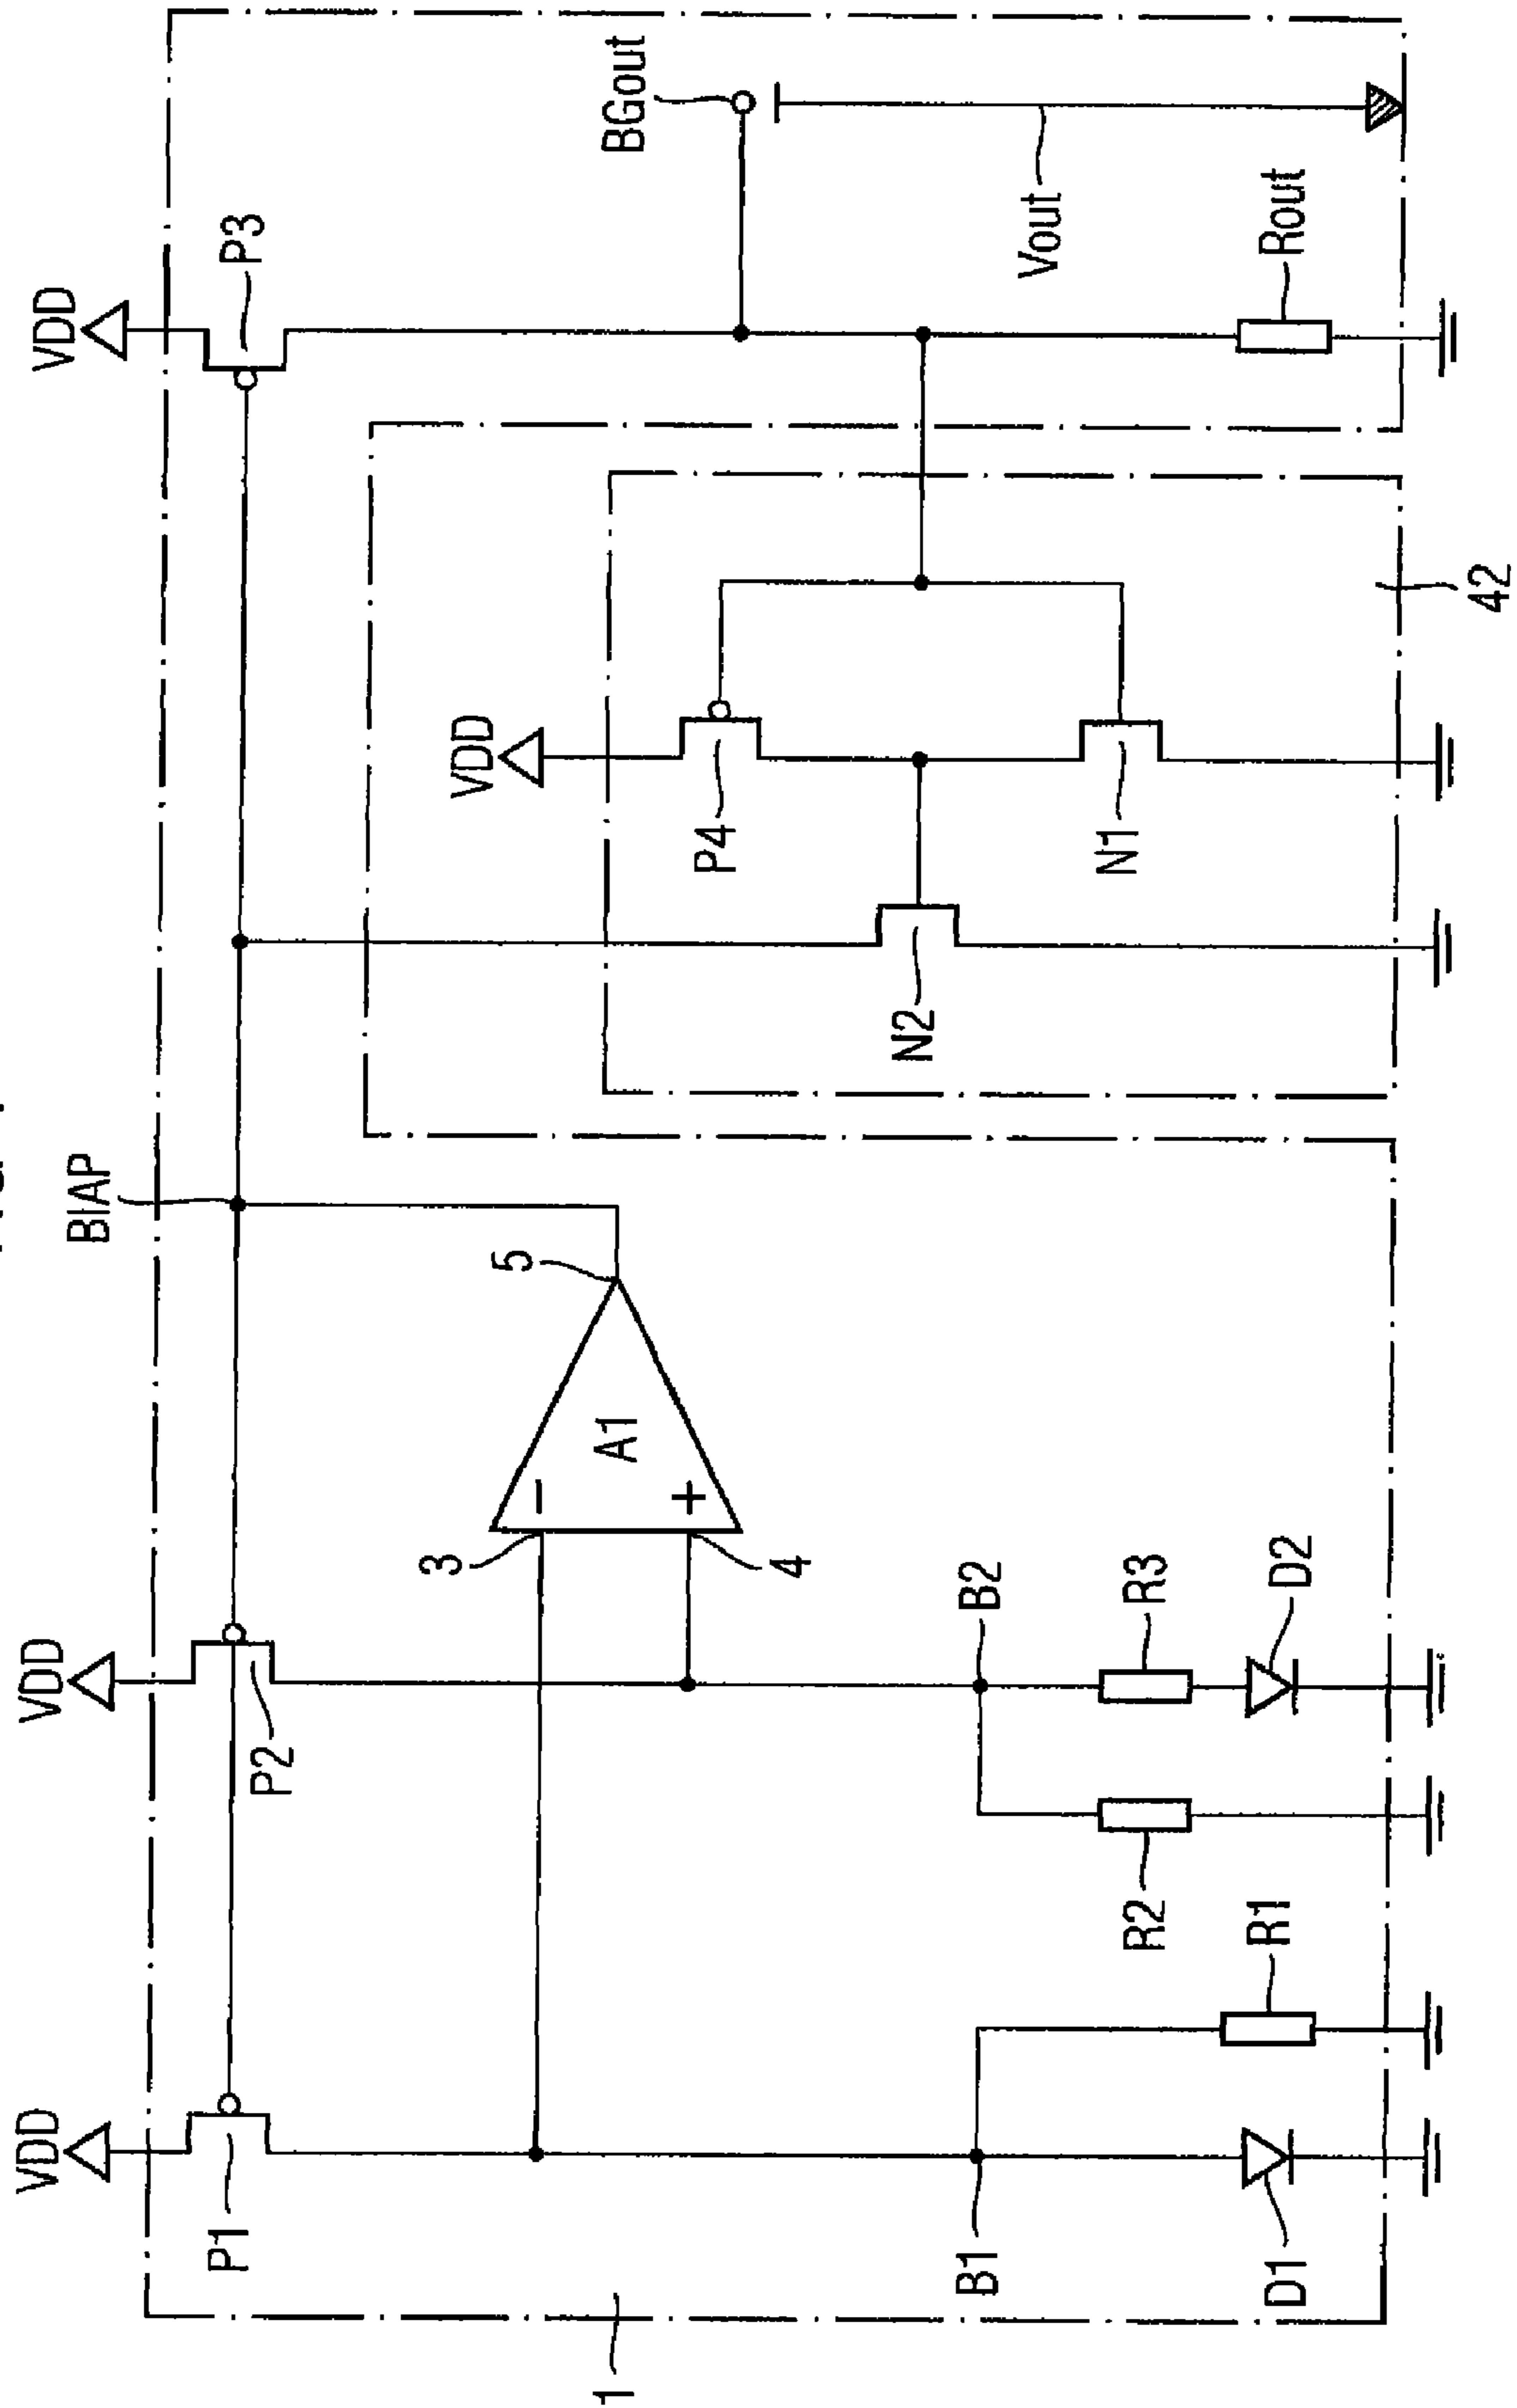 VDD
VDD
VDD
P1
P2
P3
BIAP
BGout
VDD
3
4
5
−
A1
+
P4
N2
N1
Vout
Rout
B1
B2
D1
R1
R2
R3
D2
1
42